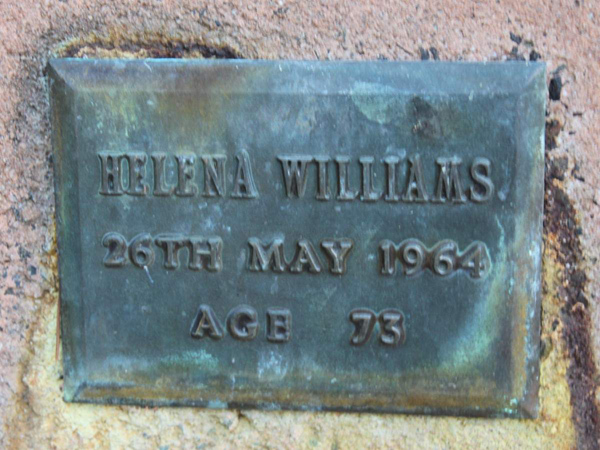 HELENA WILLIAMS
26TH MAY 1964
AGE 73